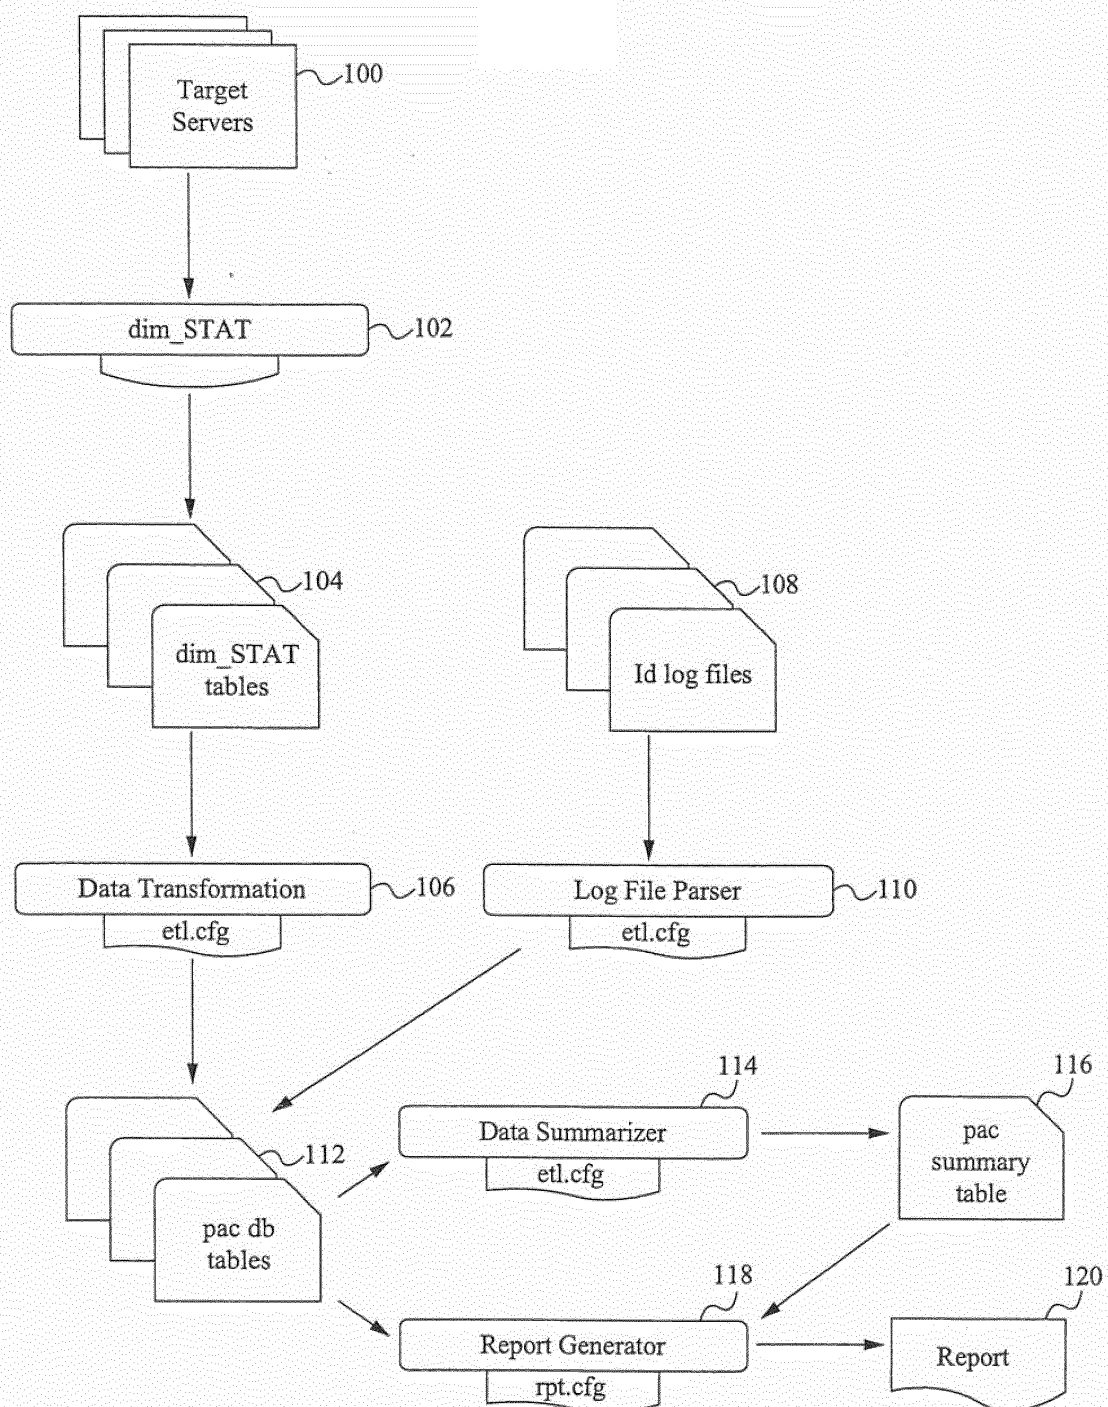 Target
Servers
100
dim_STAT
102
104
dim_STAT
tables
108
Id log files
Data Transformation
106
etl.cfg
Log File Parser
110
etl.cfg
112
pac db
tables
114
Data Summarizer
etl.cfg
116
pac
summary
table
118
Report Generator
rpt.cfg
120
Report